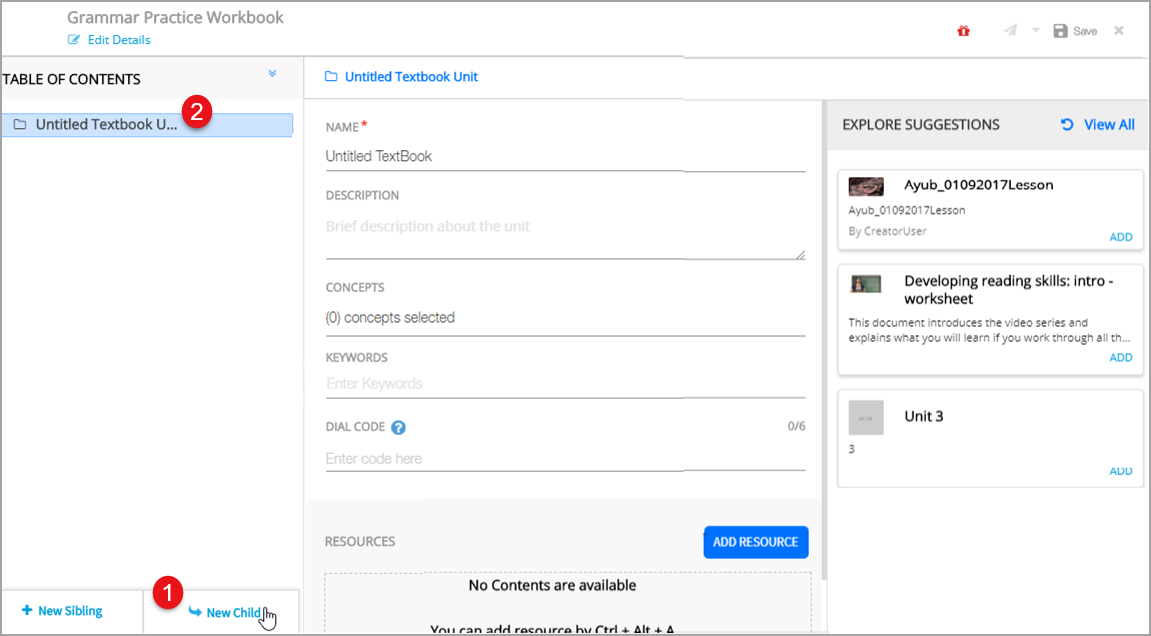 Grammar Practice Workbook
Edit Details
Save
TABLE OF CONTENTS
Untitled Textbook U...
2
Untitled Textbook Unit
NAME*
Untitled TextBook
DESCRIPTION
Brief description about the unit
CONCEPTS
(0) concepts selected
KEYWORDS
Enter Keywords
DIAL CODE ? 0/6
Enter code here
RESOURCES
ADD RESOURCE
No Contents are available
You can add resource by Ctrl + Alt + A
EXPLORE SUGGESTIONS
View All
Ayub_01092017Lesson
Ayub_01092017Lesson
By CreatorUser
ADD
Developing reading skills: intro -
worksheet
This document introduces the video series and
explains what you will learn if you work through all th...
ADD
Unit 3
3
ADD
1
+ New Sibling
New Child